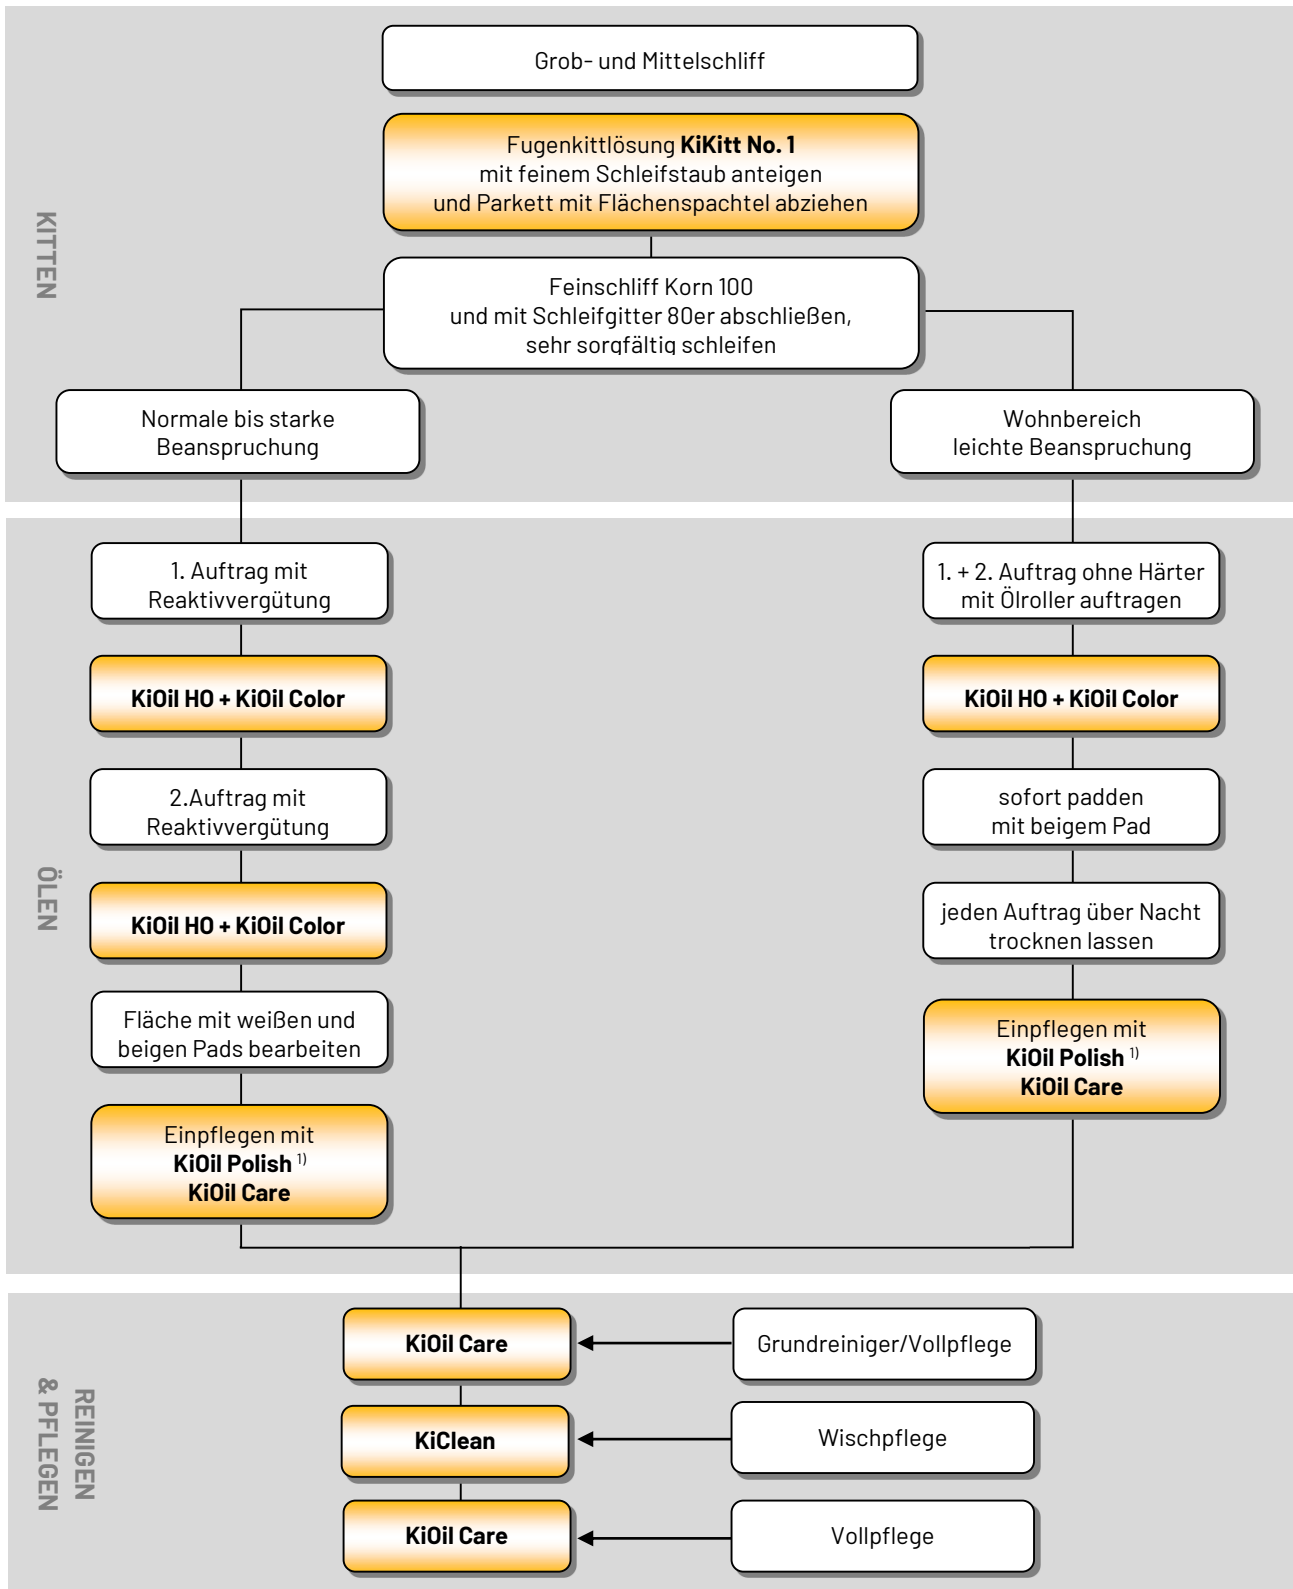 Grob- und Mittelschliff
Fugenkittlösung KiKitt No. 1
mit feinem Schleifstaub anteigen
und Parkett mit Flächenspachtel abziehen
KITTEN
Feinschliff Korn 100
und mit Schleifgitter 80er abschließen,
sehr sorgfältig schleifen
Normale bis starke
Beanspruchung
Wohnbereich
leichte Beanspruchung
ÖLEN
1. Auftrag mit
Reaktivvergütung
KiOil HO + KiOil Color
2.Auftrag mit
Reaktivvergütung
KiOil HO + KiOil Color
Fläche mit weißen und
beigen Pads bearbeiten
Einpflegen mit
KiOil Polish 1)
KiOil Care
1. + 2. Auftrag ohne Härter
mit Ölroller auftragen
KiOil HO + KiOil Color
sofort padden
mit beigem Pad
jeden Auftrag über Nacht
trocknen lassen
Einpflegen mit
KiOil Polish 1)
KiOil Care
REINIGEN
& PFLEGEN
KiOil Care
Grundreiniger/Vollpflege
KiClean
Wischpflege
KiOil Care
Vollpflege